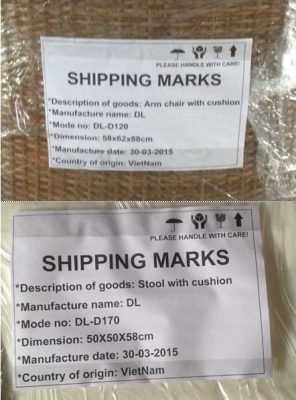 PLEASE HANDLE WITH CARE!
SHIPPING MARKS
*Description of goods: Arm chair with cushion
*Manufacture name: DL
*Mode no: DL-D120
*Dimension: 58x62x88cm
*Manufacture date: 30-03-2015
*Country of origin: VietNam
PLEASE HANDLE WITH CARE!
SHIPPING MARKS
*Description of goods: Stool with cushion
*Manufacture name: DL
*Mode no: DL-D170
*Dimension: 50X50X58cm
*Manufacture date: 30-03-2015
*Country of origin: VietNam